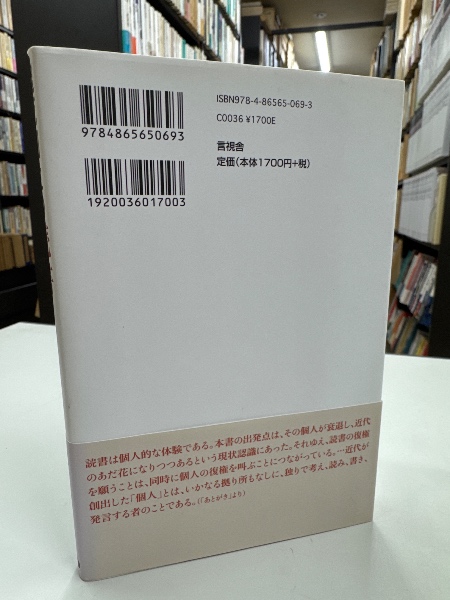 ISBN978-4-86565-069-3
C0036 ¥1700E
9784865650693
言視舎
定価(本体1700円+税)
1920036017003
読書は個人的な体験である。本書の出発点は、その個人が衰退し、近代
のあだ花になりつつあるという現状認識にあった。それゆえ、読書の復権
を願うことは、同時に個人の復権を叫ぶことにつながっている。—近代が
創出した「個人」とは、いかなる拠り所もなしに、独りで考え、読み、書き、
発言する者のことである。(「あとがき」より)